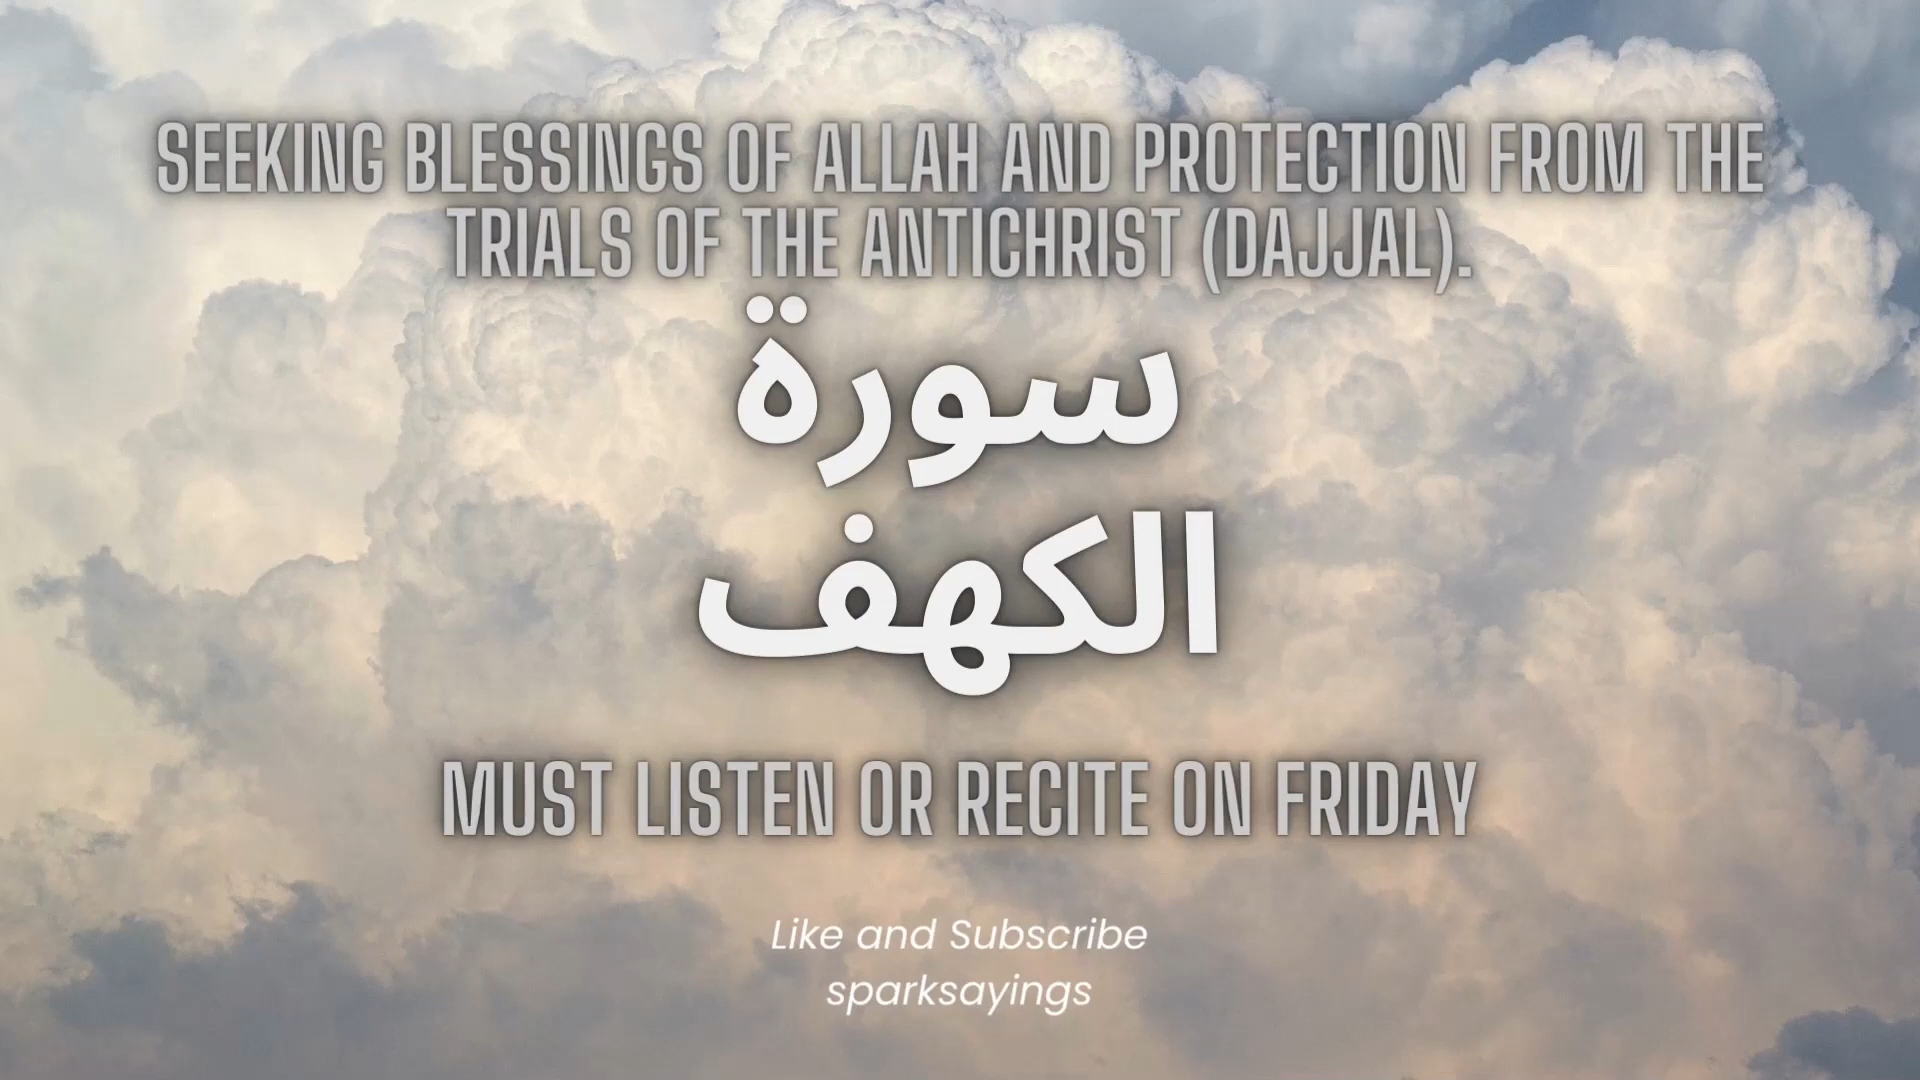 SEEKING BLESSINGS OF ALLAH AND PROTECTION FROM THE
TRIALS OF THE ANTICHRIST (DAJJAL).
سورة
الكهف
MUST LISTEN OR RECITE ON FRIDAY
Like and Subscribe
sparksayings